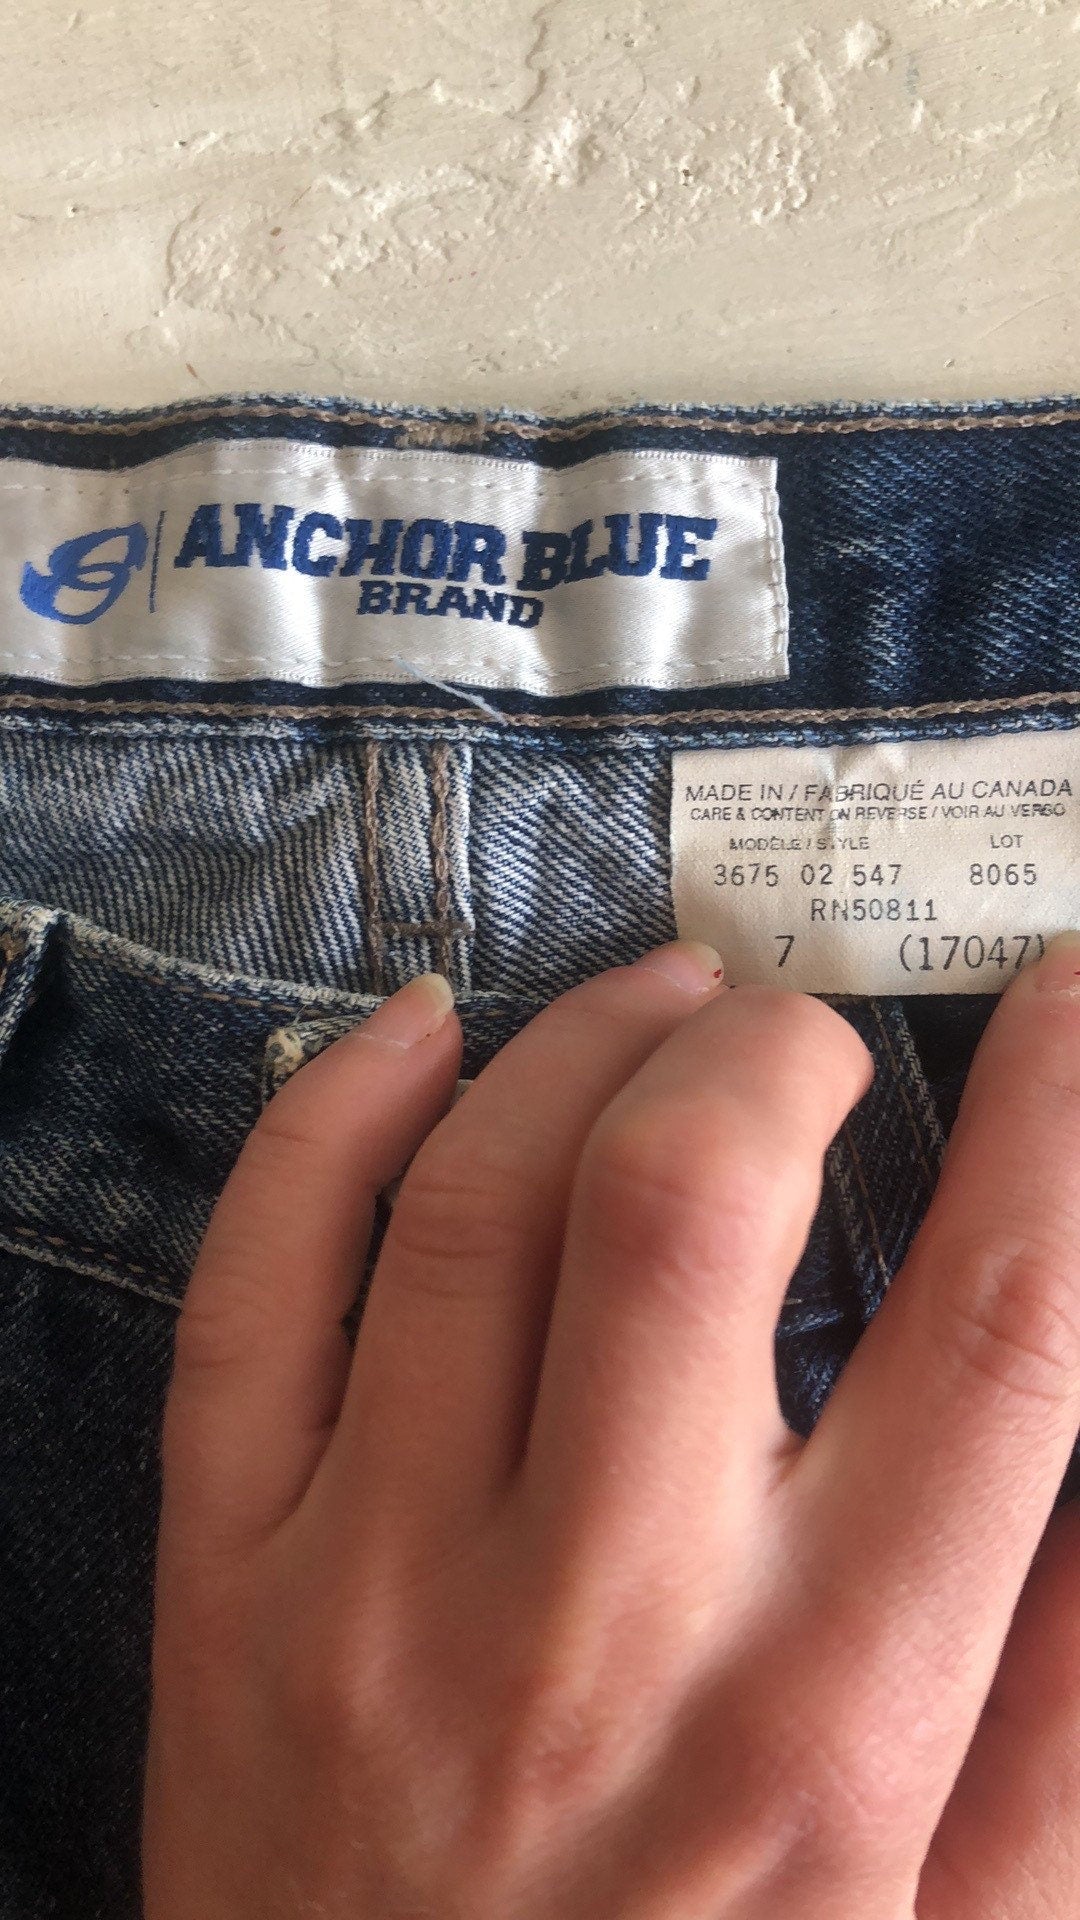 ANCHOR BLUE
BRAND
MADE IN / FABRIQUÉ AU CANADA
CARE & CONTENT ON REVERSE / VOIR AU VERSO
MODÈLE / STYLE LOT
3675 02 547 8065
RN50811
7 (17047)